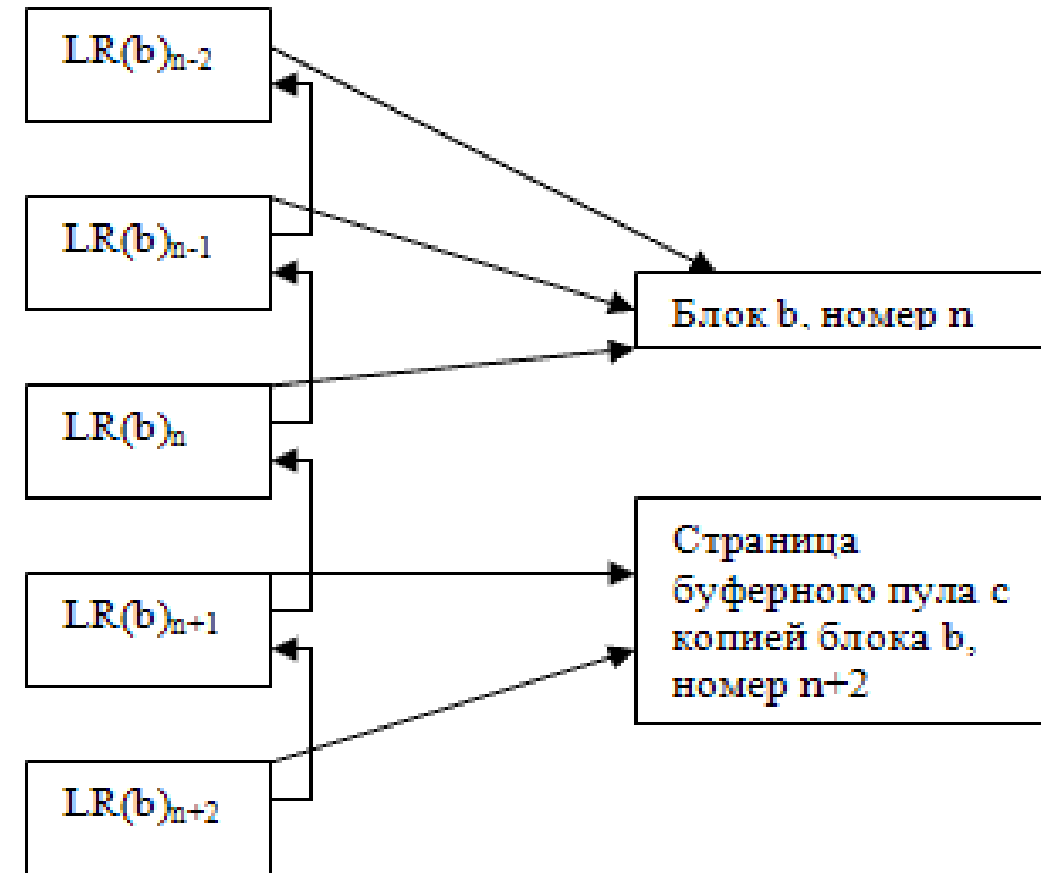 LR(b)n-2
LR(b)n-1
Блок b, номер n
LR(b)n
Страница
буферного пула с
копией блока b,
номер n+2
LR(b)n+1
LR(b)n+2